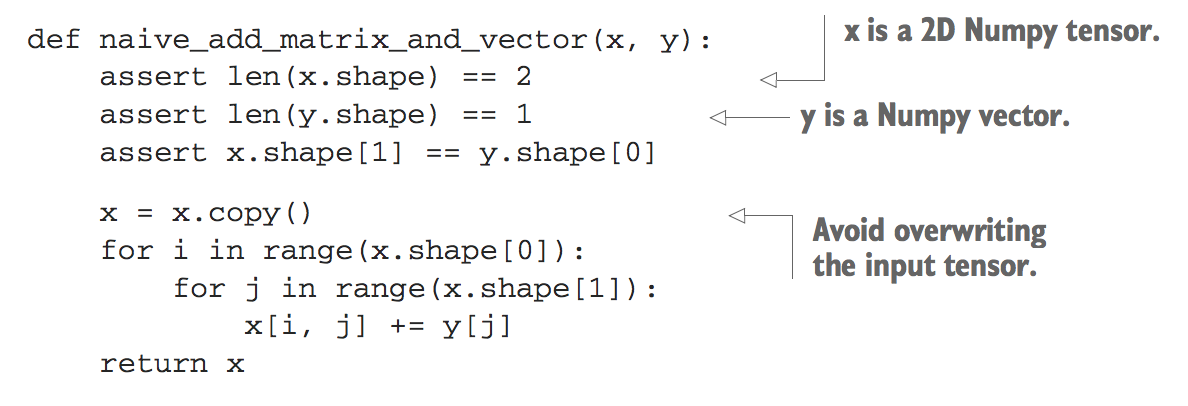 def naive_add_matrix_and_vector(x, y):
x is a 2D Numpy tensor.
    assert len(x.shape) == 2
    assert len(y.shape) == 1
y is a Numpy vector.
    assert x.shape[1] == y.shape[0]
    x = x.copy()
Avoid overwriting
the input tensor.
    for i in range(x.shape[0]):
        for j in range(x.shape[1]):
            x[i, j] += y[j]
    return x